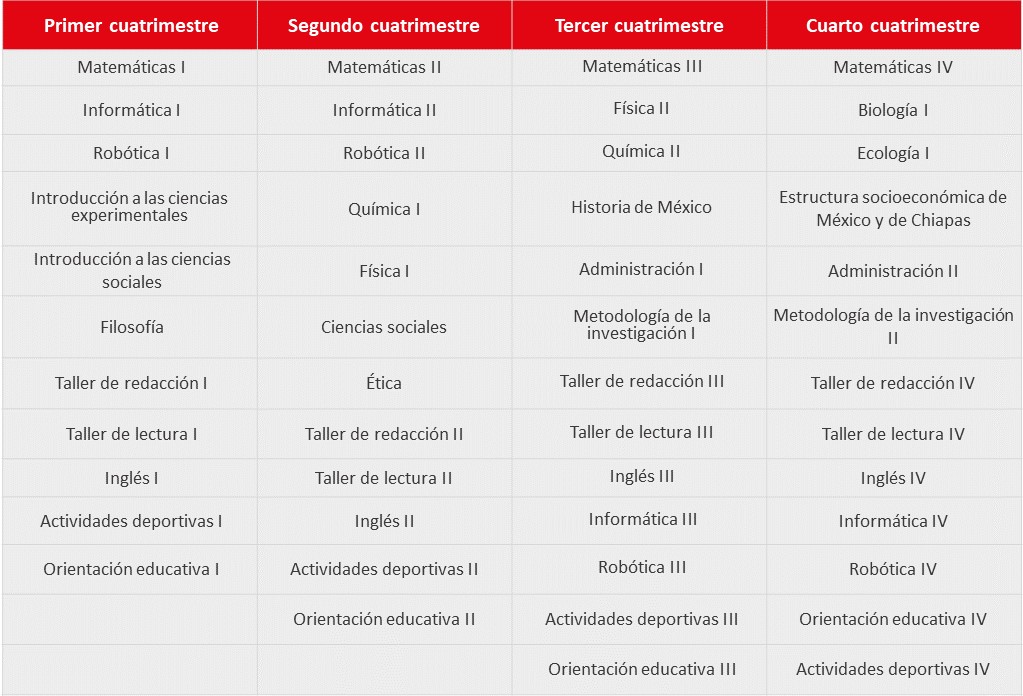 Primer cuatrimestre Segundo cuatrimestre Tercer cuatrimestre Cuarto cuatrimestre
Matemáticas I Matemáticas II Matemáticas III Matemáticas IV
Informática I Informática II Física II Biología I
Robótica I Robótica II Química II Ecología I
Introducción a las ciencias
experimentales Química I Historia de México Estructura socioeconómica de
México y de Chiapas
Introducción a las ciencias
sociales Física I Administración I Administración II
Filosofía Ciencias sociales Metodología de la
investigación I Metodología de la investigación
II
Taller de redacción I Ética Taller de redacción III Taller de redacción IV
Taller de lectura I Taller de redacción II Taller de lectura III Taller de lectura IV
Inglés I Taller de lectura II Inglés III Inglés IV
Actividades deportivas I Inglés II Informática III Informática IV
Orientación educativa I Actividades deportivas II Robótica III Robótica IV
Orientación educativa II Actividades deportivas III Orientación educativa IV
Orientación educativa III Actividades deportivas IV